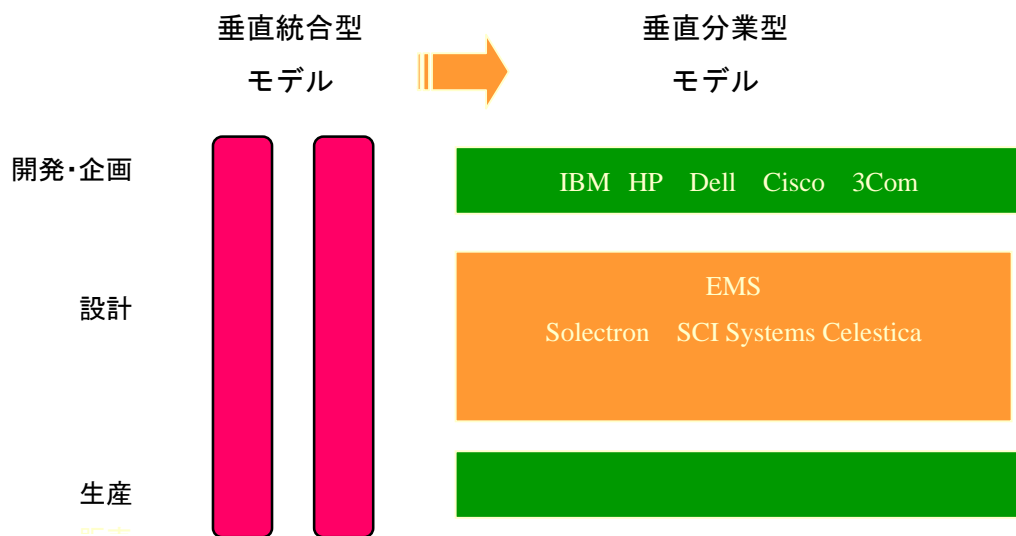 垂直統合型
モデル
垂直分業型
モデル
開発・企画
IBM HP Dell Cisco 3Com
設計
EMS
Solectron SCI Systems Celestica
生産